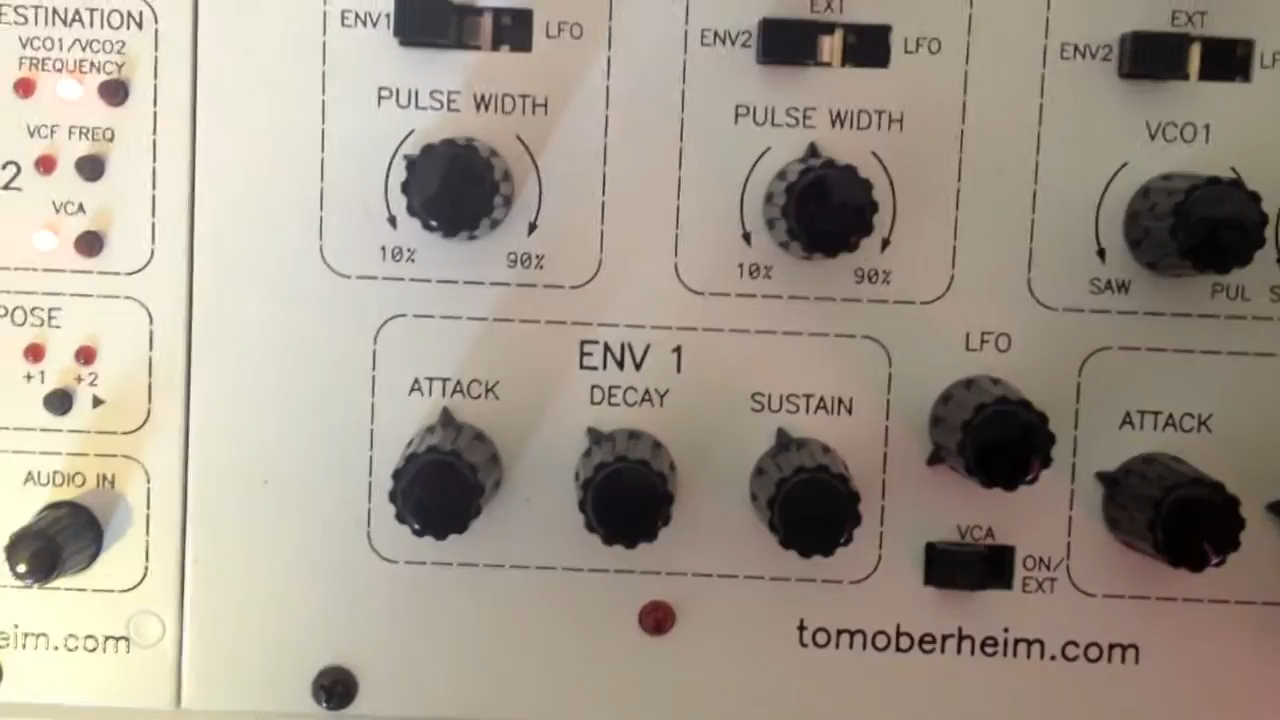 ESTINATION
VCO1/VCO2
FREQUENCY
VCF FREQ
2
VCA
POSE
+1 +2
AUDIO IN
eim.com
ENV1
LFO
PULSE WIDTH
10% 90%
EXT
ENV2 LFO
PULSE WIDTH
10% 90%
EXT
ENV2 LF
VCO1
SAW PUL S
ENV 1
ATTACK DECAY SUSTAIN
LFO
VCA
ON/
EXT
ATTACK
tomoberheim.com